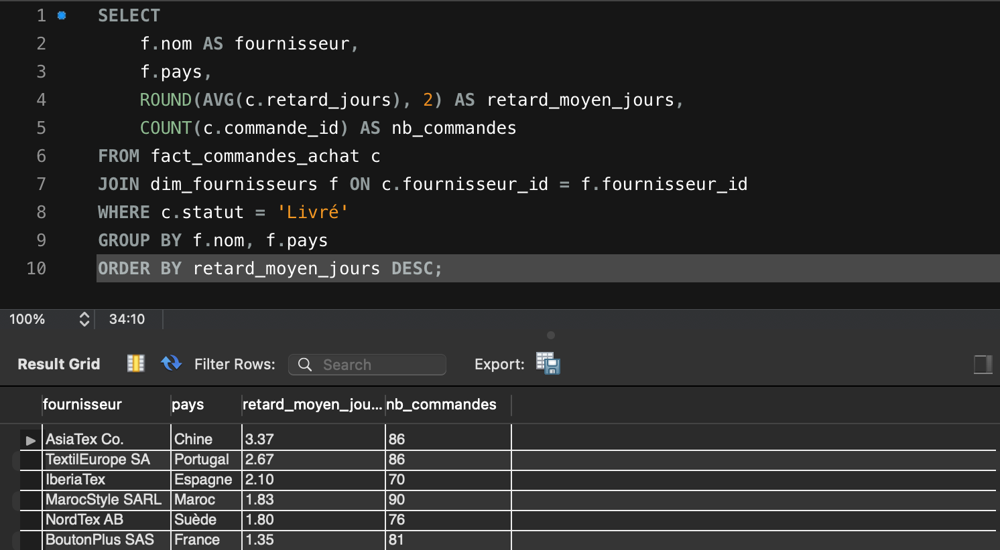 1 SELECT
2 f.nom AS fournisseur,
3 f.pays,
4 ROUND(AVG(c.retard_jours), 2) AS retard_moyen_jours,
5 COUNT(c.commande_id) AS nb_commandes
6 FROM fact_commandes_achat c
7 JOIN dim_fournisseurs f ON c.fournisseur_id = f.fournisseur_id
8 WHERE c.statut = 'Livré'
9 GROUP BY f.nom, f.pays
10 ORDER BY retard_moyen_jours DESC;
100% 34:10
Result Grid Filter Rows: Search Export:
fournisseur pays retard_moyen_jou... nb_commandes
AsiaTex Co. Chine 3.37 86
TextilEurope SA Portugal 2.67 86
IberiaTex Espagne 2.10 70
MarocStyle SARL Maroc 1.83 90
NordTex AB Suède 1.80 76
BoutonPlus SAS France 1.35 81